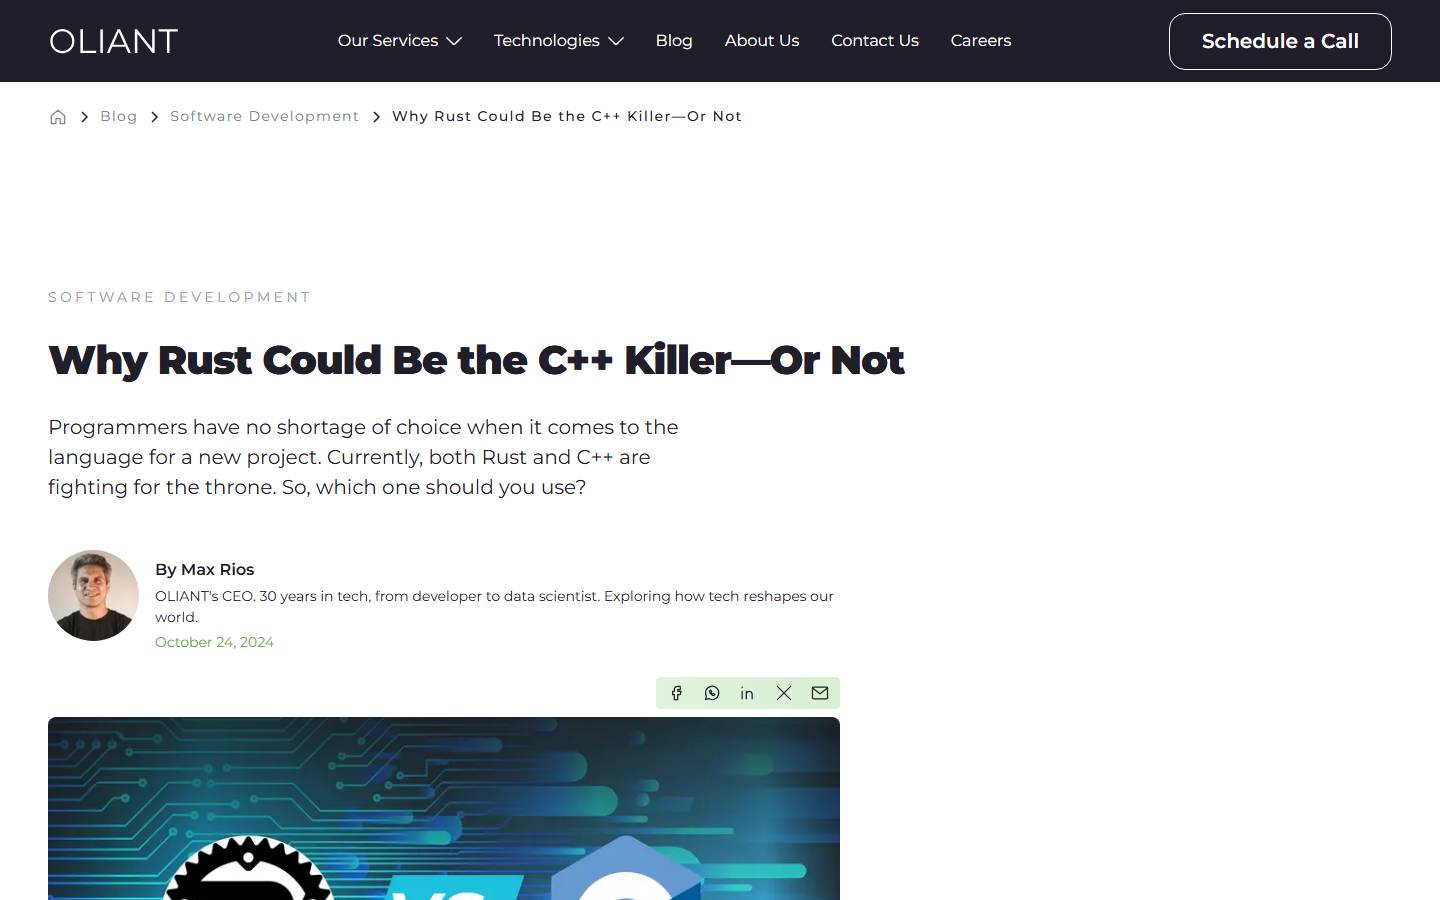 OLIANT
Our Services
Technologies
Blog
About Us
Contact Us
Careers
Schedule a Call
Blog
Software Development
Why Rust Could Be the C++ Killer—Or Not
SOFTWARE DEVELOPMENT
Why Rust Could Be the C++ Killer—Or Not
Programmers have no shortage of choice when it comes to the
language for a new project. Currently, both Rust and C++ are
fighting for the throne. So, which one should you use?
By Max Rios
OLIANT's CEO. 30 years in tech, from developer to data scientist. Exploring how tech reshapes our
world.
October 24, 2024
in
VS